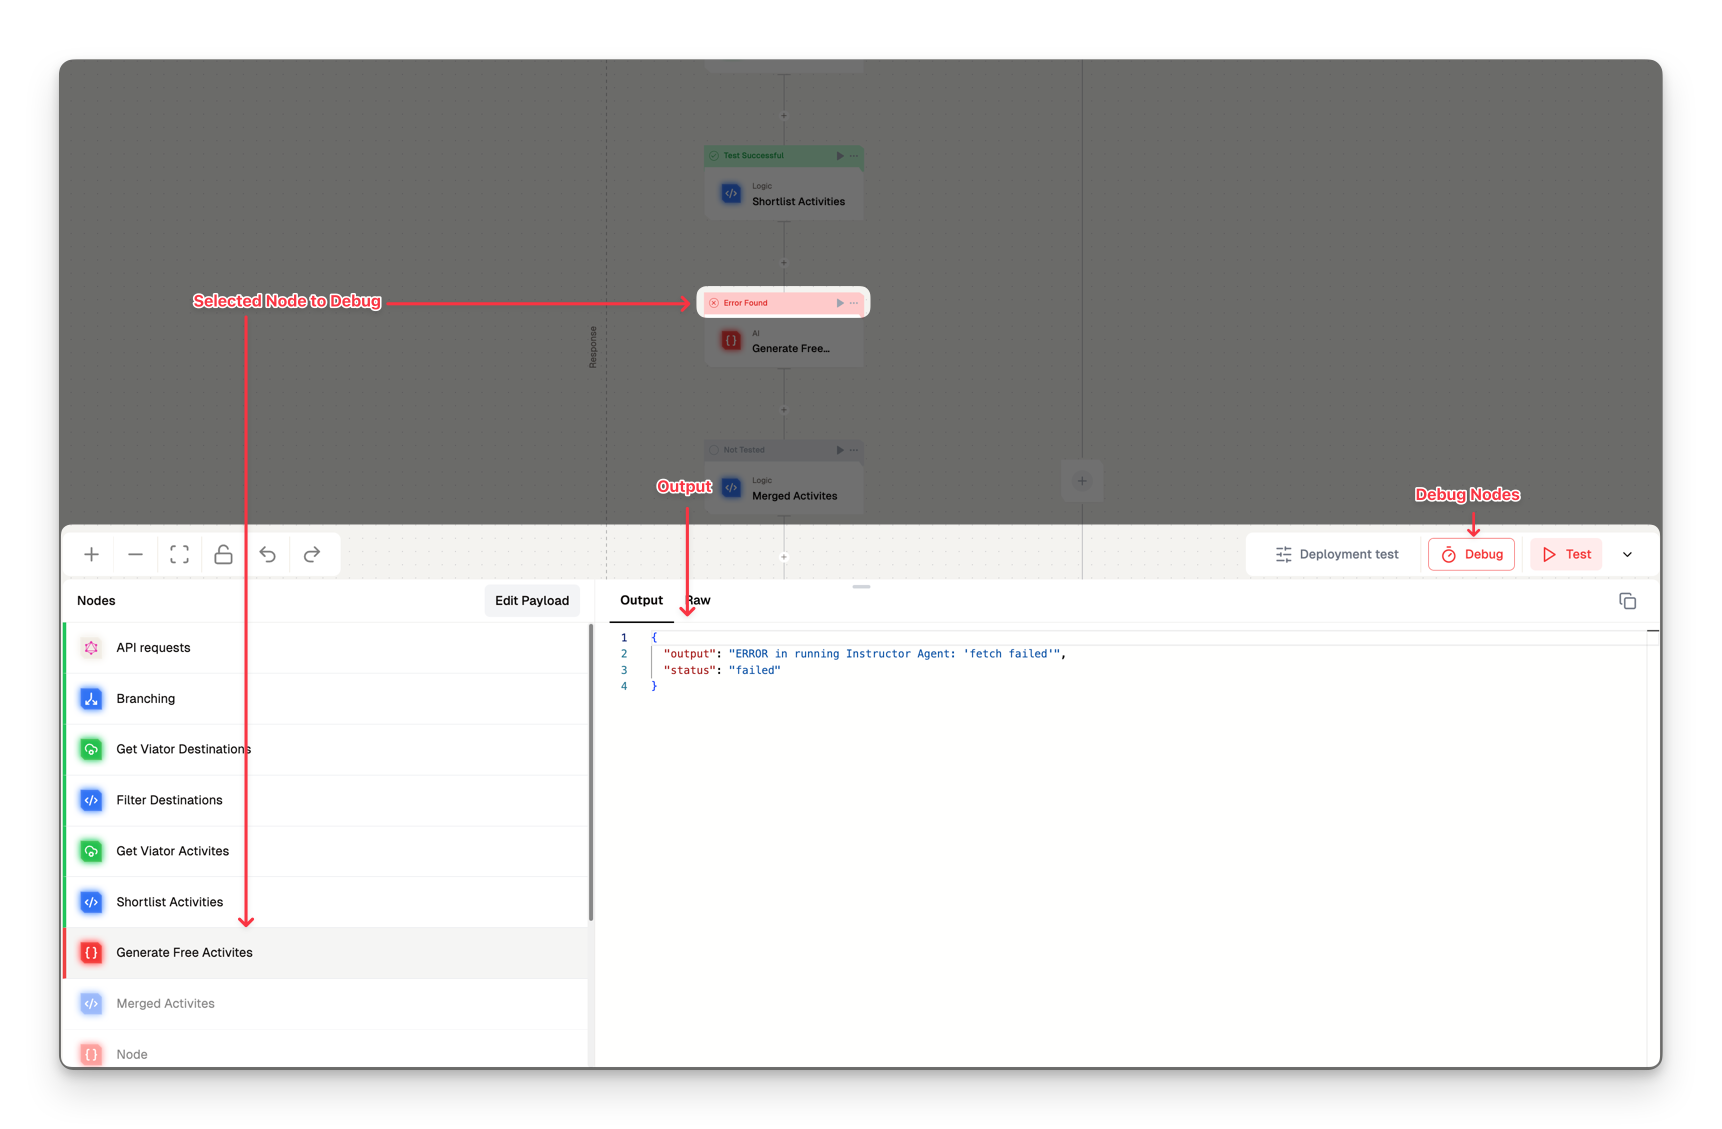 Test Successful
Logic
Shortlist Activities
Selected Node to Debug
Error Found
AI
Generate Free...
Response
Not Tested
Logic
Merged Activites
Output
Debug Nodes
Deployment test
Debug
Test
Nodes
Edit Payload
Output
Raw
API requests
Branching
Get Viator Destinations
Filter Destinations
Get Viator Activites
Shortlist Activities
Generate Free Activites
Merged Activites
Node
1 {
2 "output": "ERROR in running Instructor Agent: 'fetch failed'",
3 "status": "failed"
4 }